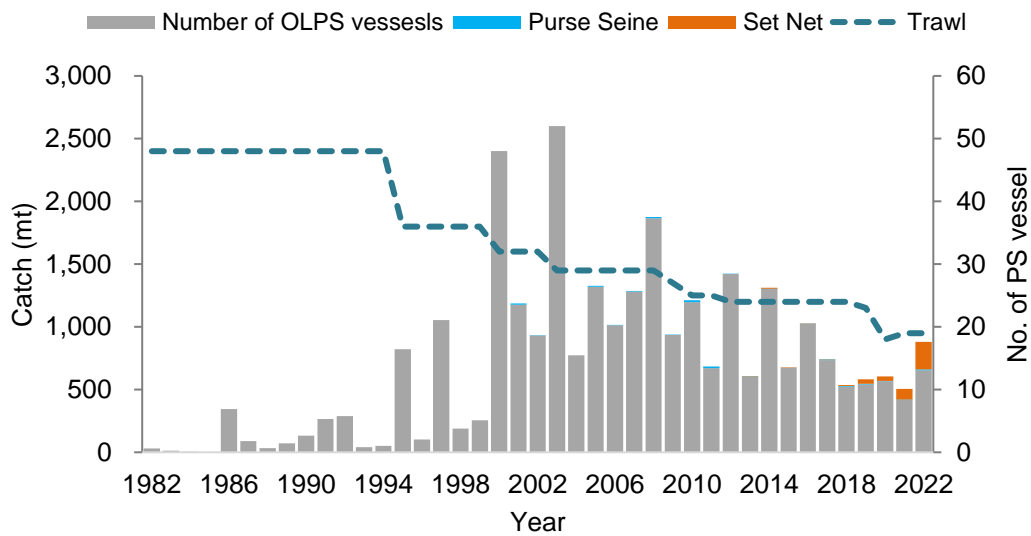 Number of OLPS vessesls Purse Seine Set Net Trawl
3,000 60
2,500 50
2,000 40
1,500 30
1,000 20
500 10
0 0
Catch (mt)
No. of PS vessel
1982 1986 1990 1994 1998 2002 2006 2010 2014 2018 2022
Year